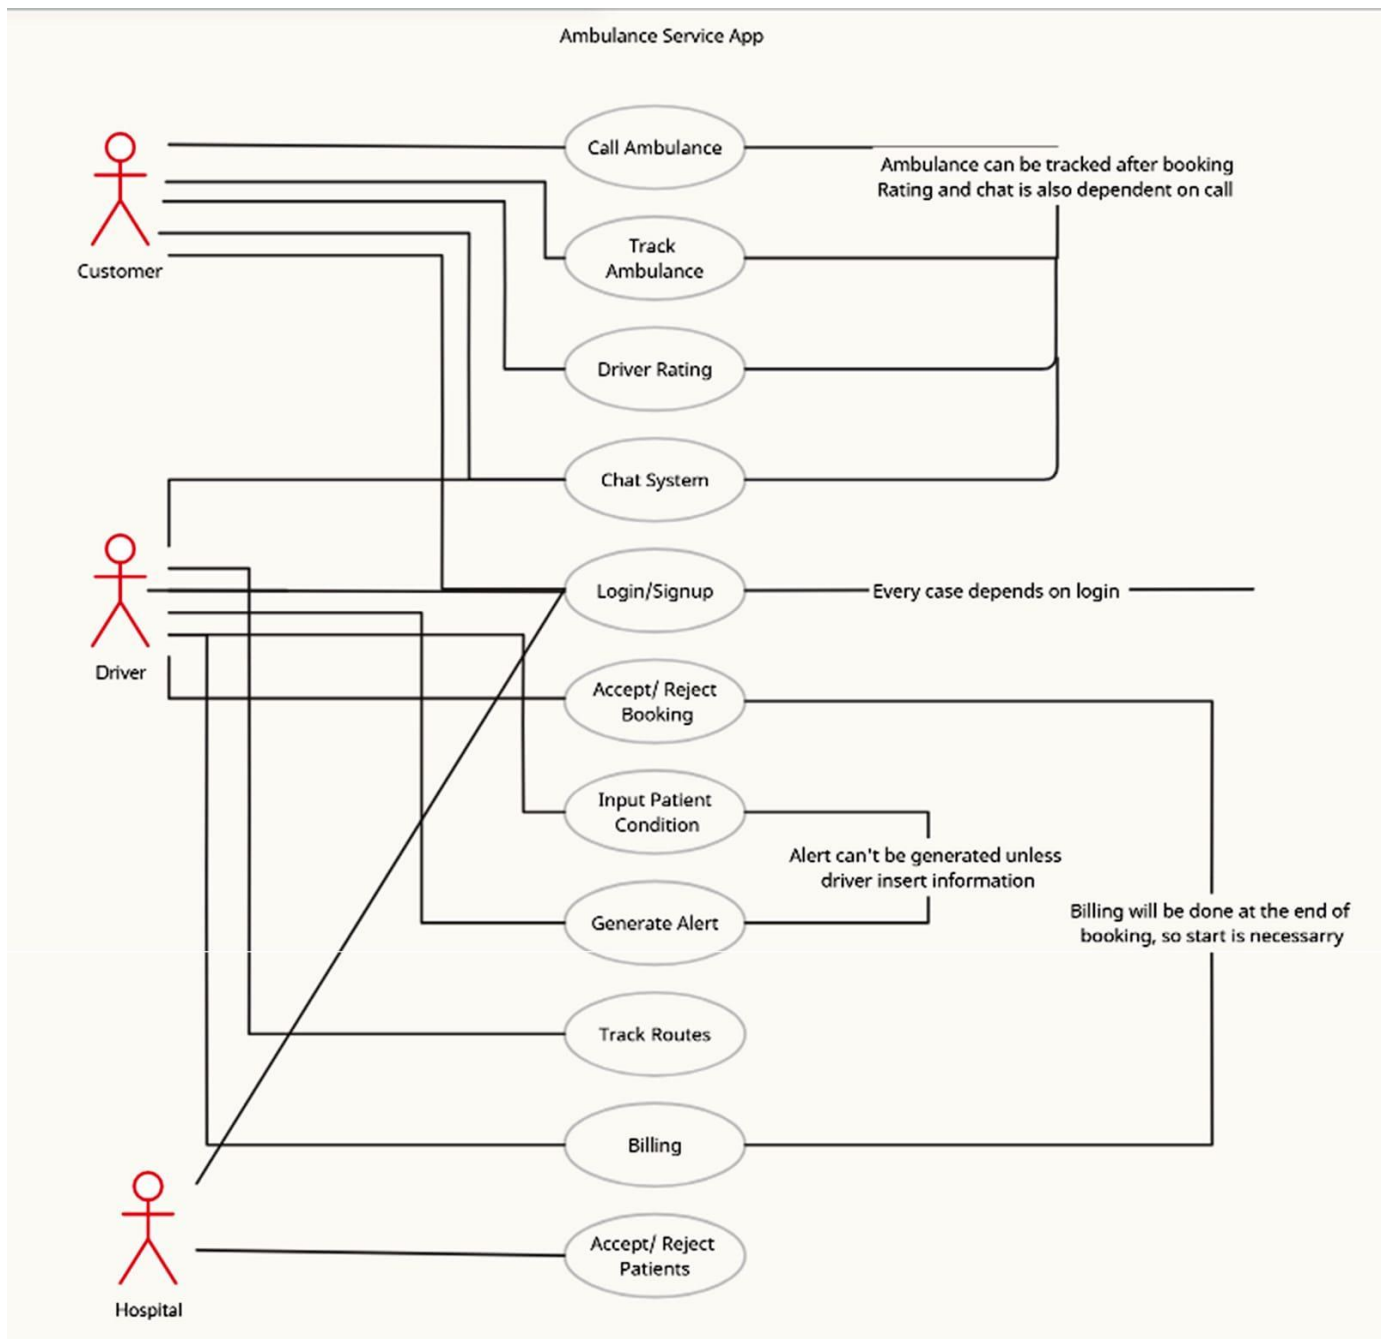 Ambulance Service App
Call Ambulance
Ambulance can be tracked after booking
Rating and chat is also dependent on call
Customer
Track
Ambulance
Driver Rating
Chat System
Driver
Login/Signup
Every case depends on login
Accept/ Reject
Booking
Input Patient
Condition
Alert can't be generated unless
driver insert information
Generate Alert
Billing will be done at the end of
booking, so start is necessarry
Track Routes
Billing
Accept/ Reject
Patients
Hospital